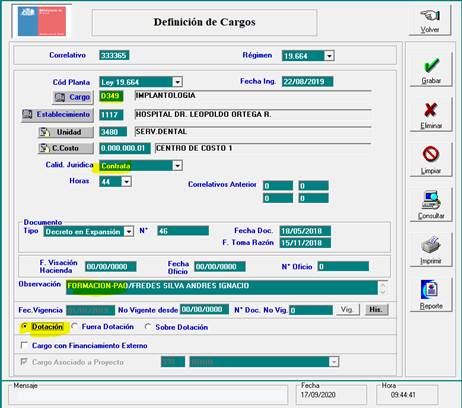 Definición de Cargos
Volver
Correlativo 333365 Régimen 19.664
Cód Planta Ley 19.664 Fecha Ing. 22/08/2019
Cargo D349 IMPLANTOLOGIA
Establecimiento 1117 HOSPITAL DR. LEOPOLDO ORTEGA R.
Unidad 3480 SERV.DENTAL
C.Costo 0.000.000.01 CENTRO DE COSTO 1
Calid. Jurídica Contrata
Horas 44 Correlativos Anterior 0 0
0 0
Documento
Tipo Decreto en Expansión N° 46 Fecha Doc. 18/05/2018
F. Toma Razón 15/11/2018
F. Visación Hacienda 00/00/0000 Fecha Oficio 00/00/0000 N° Oficio 0
Observación FORMACION-PAO/FREDES SILVA ANDRES IGNACIO
Fec.Vigencia No Vigente desde 00/00/0000 N° Doc. No Vig. 0 Vig. His.
Dotación Fuera Dotación Sobre Dotación
Cargo con Financiamiento Externo
Cargo Asociado a Proyecto
Grabar
Eliminar
Limpiar
Consultar
Imprimir
Reporte
Mensaje Fecha Hora
17/09/2020 09:44:41